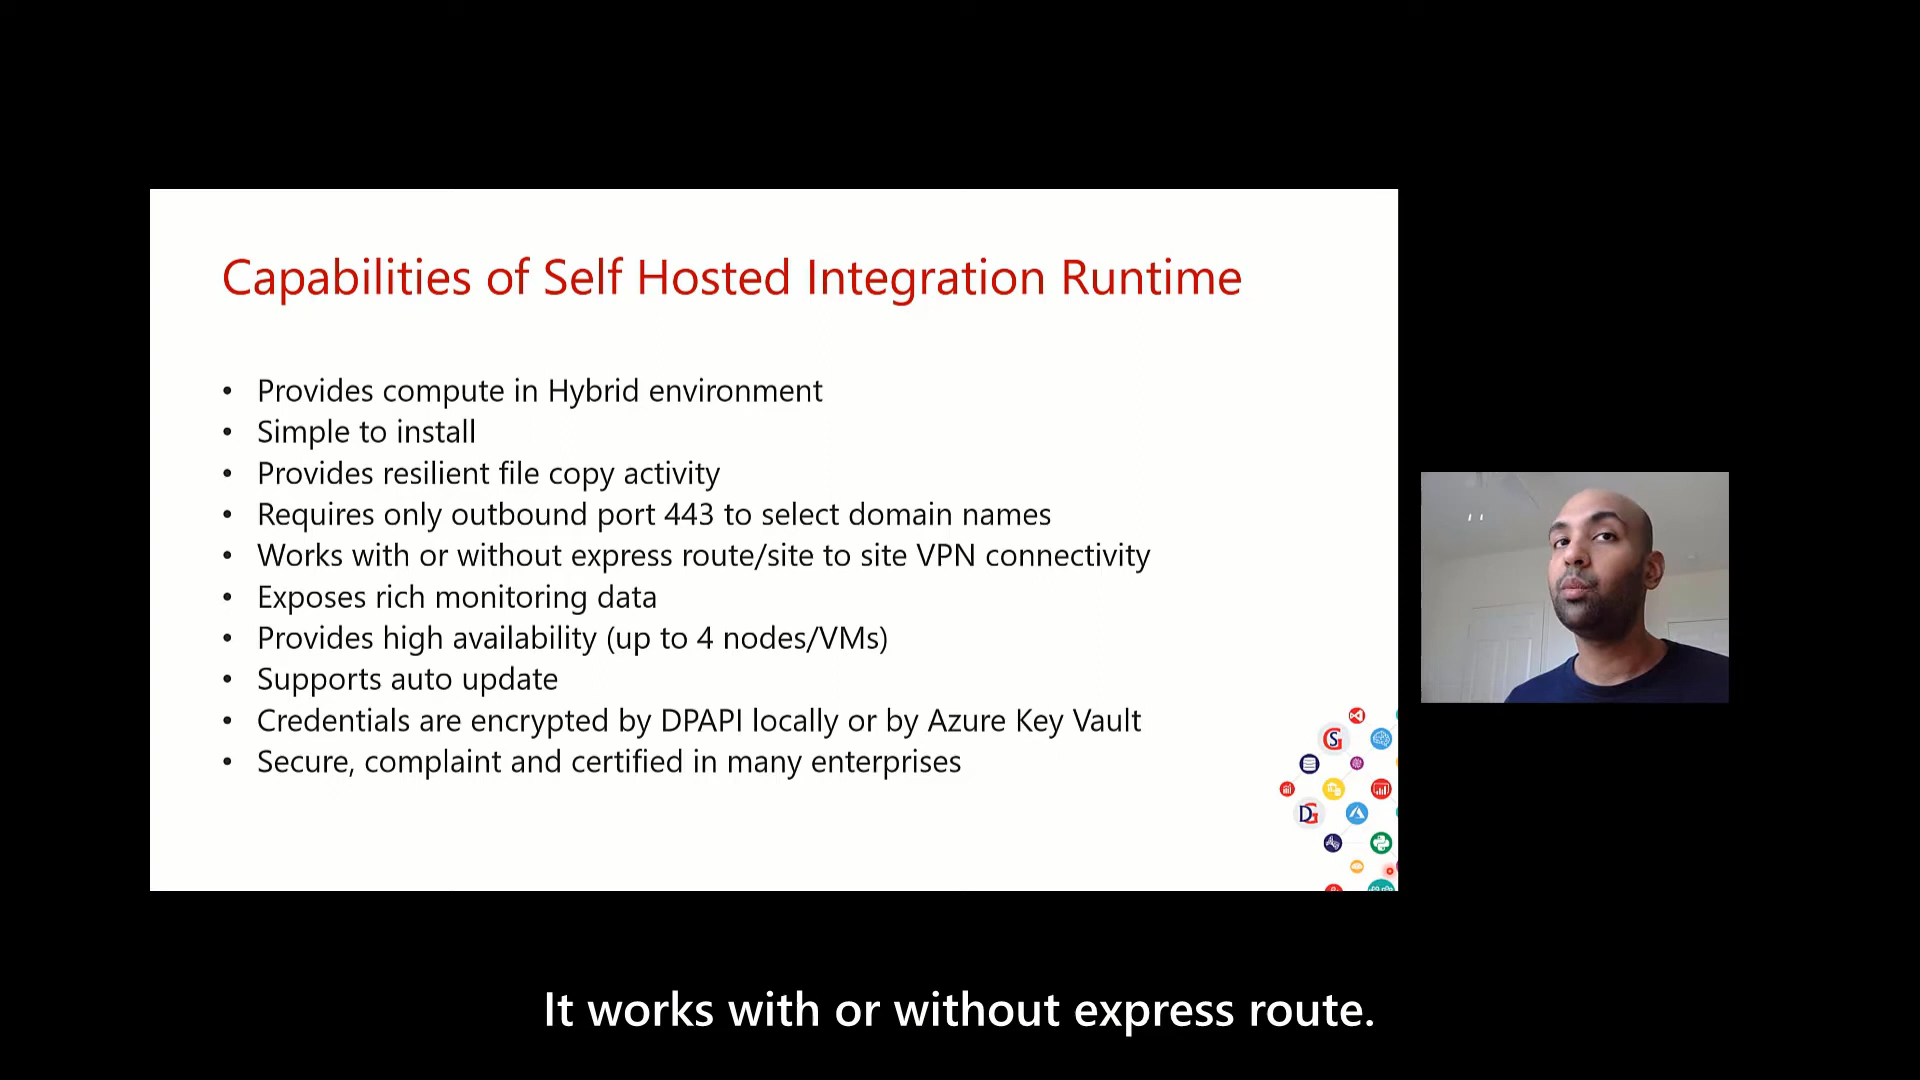 Capabilities of Self Hosted Integration Runtime
• Provides compute in Hybrid environment
• Simple to install
• Provides resilient file copy activity
• Requires only outbound port 443 to select domain names
• Works with or without express route/site to site VPN connectivity
• Exposes rich monitoring data
• Provides high availability (up to 4 nodes/VMs)
• Supports auto update
• Credentials are encrypted by DPAPI locally or by Azure Key Vault
• Secure, complaint and certified in many enterprises
It works with or without express route.